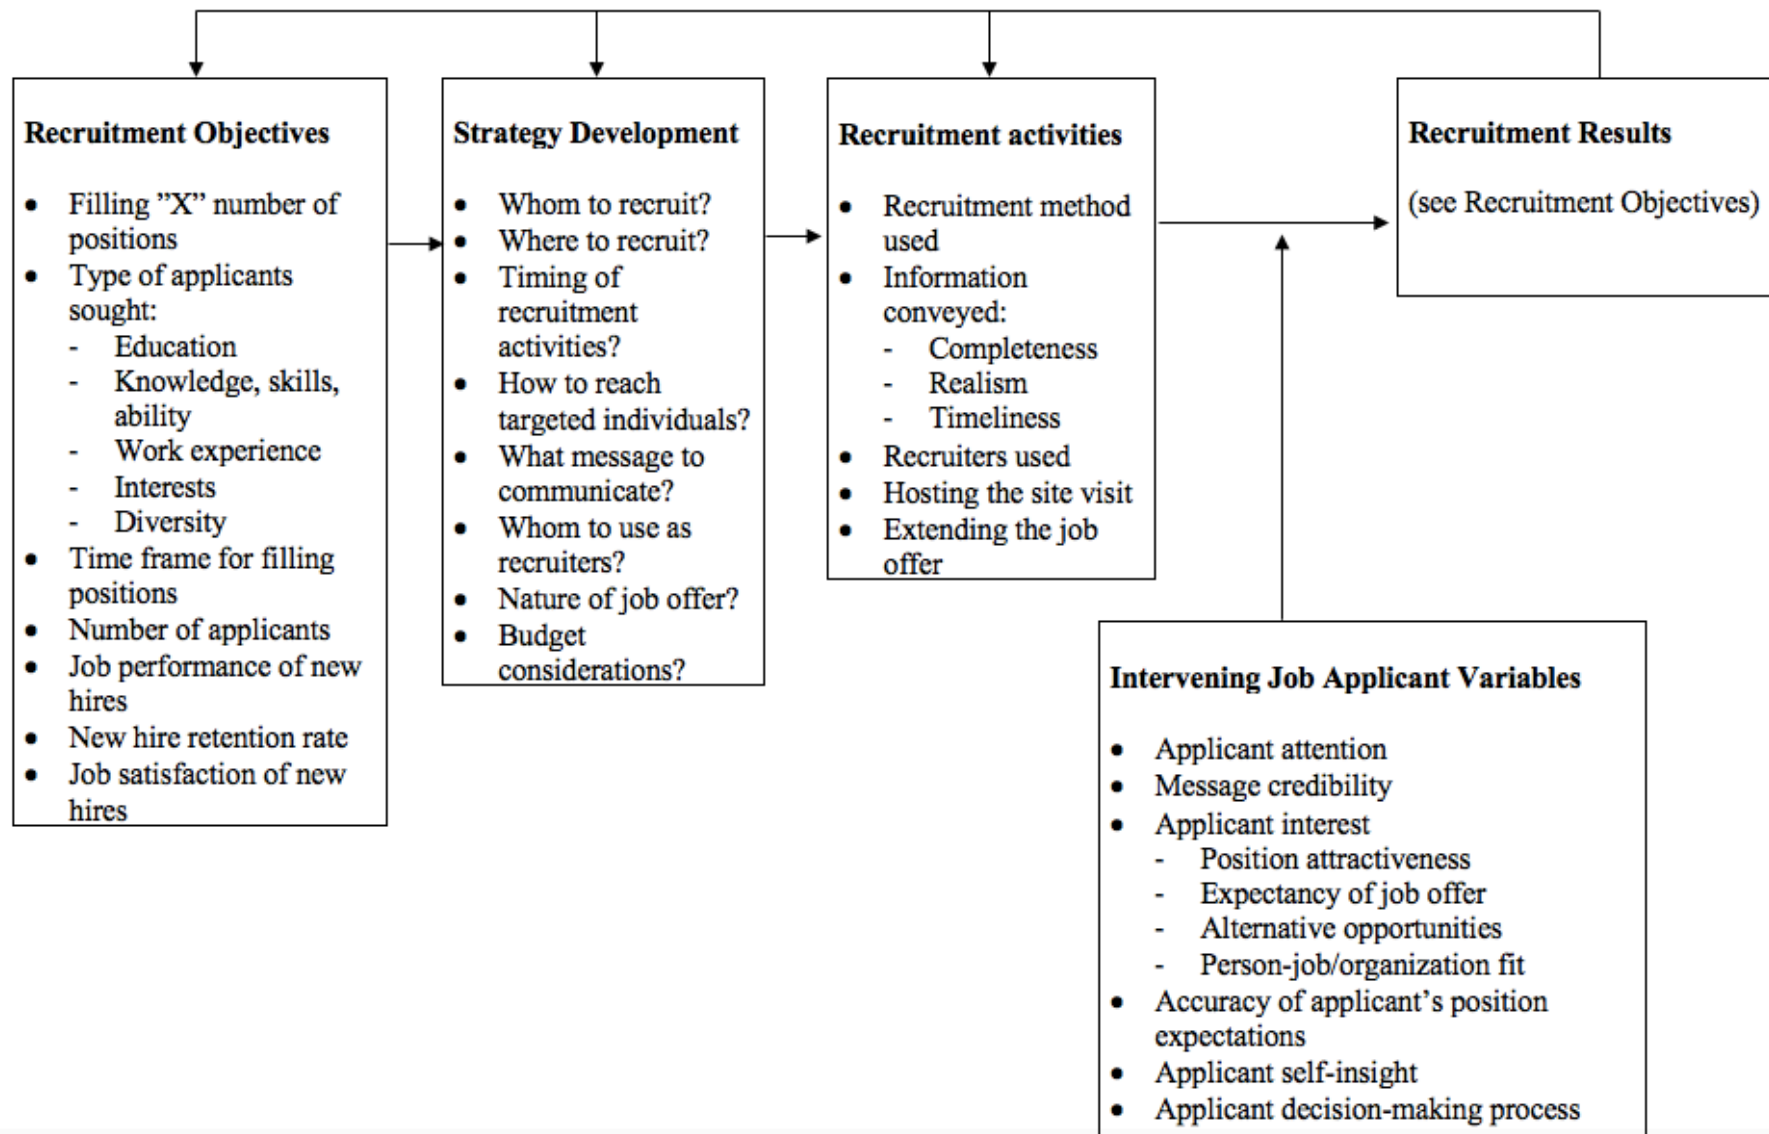 Recruitment Objectives
• Filling ”X” number of
positions
• Type of applicants
sought:
- Education
- Knowledge, skills,
ability
- Work experience
- Interests
- Diversity
• Time frame for filling
positions
• Number of applicants
• Job performance of new
hires
• New hire retention rate
• Job satisfaction of new
hires
Strategy Development
• Whom to recruit?
• Where to recruit?
• Timing of
recruitment
activities?
• How to reach
targeted individuals?
• What message to
communicate?
• Whom to use as
recruiters?
• Nature of job offer?
• Budget
considerations?
Recruitment activities
• Recruitment method
used
• Information
conveyed:
- Completeness
- Realism
- Timeliness
• Recruiters used
• Hosting the site visit
• Extending the job
offer
Recruitment Results
(see Recruitment Objectives)
Intervening Job Applicant Variables
• Applicant attention
• Message credibility
• Applicant interest
- Position attractiveness
- Expectancy of job offer
- Alternative opportunities
- Person-job/organization fit
• Accuracy of applicant’s position
expectations
• Applicant self-insight
• Applicant decision-making process